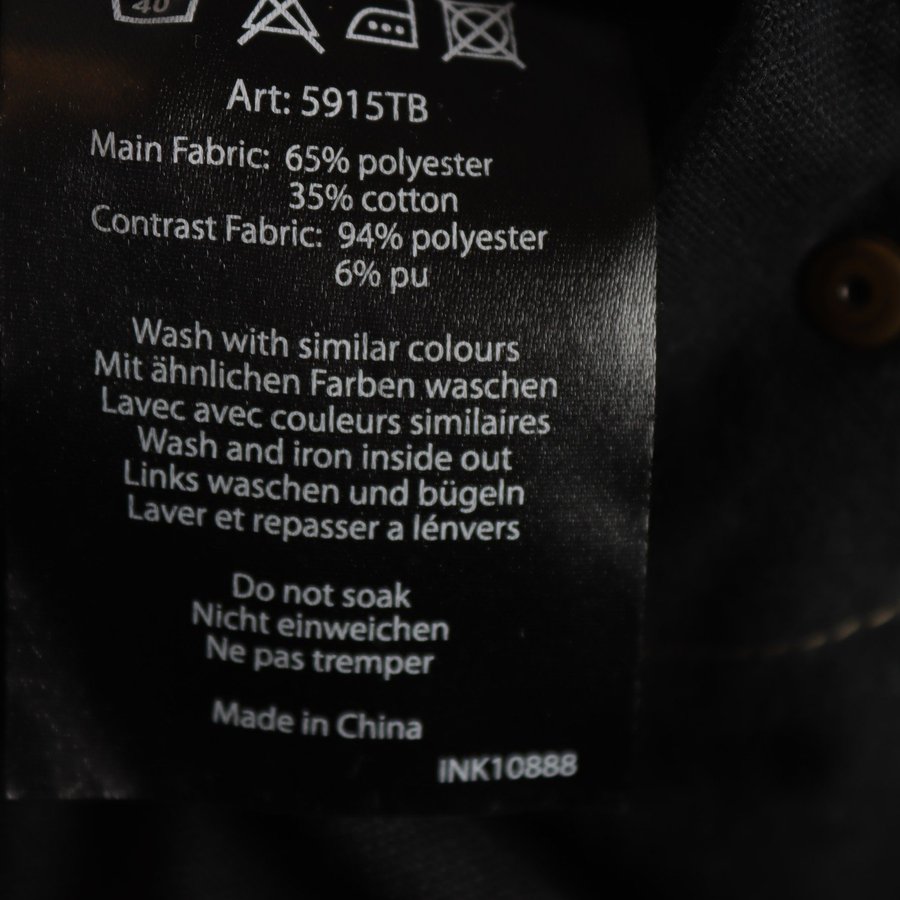 40
Art: 5915TB
Main Fabric: 65% polyester
35% cotton
Contrast Fabric: 94% polyester
6% pu
Wash with similar colours
Mit ähnlichen Farben waschen
Lavec avec couleurs similaires
Wash and iron inside out
Links waschen und bügeln
Laver et repasser a lénvers
Do not soak
Nicht einweichen
Ne pas tremper
Made in China
INK10888